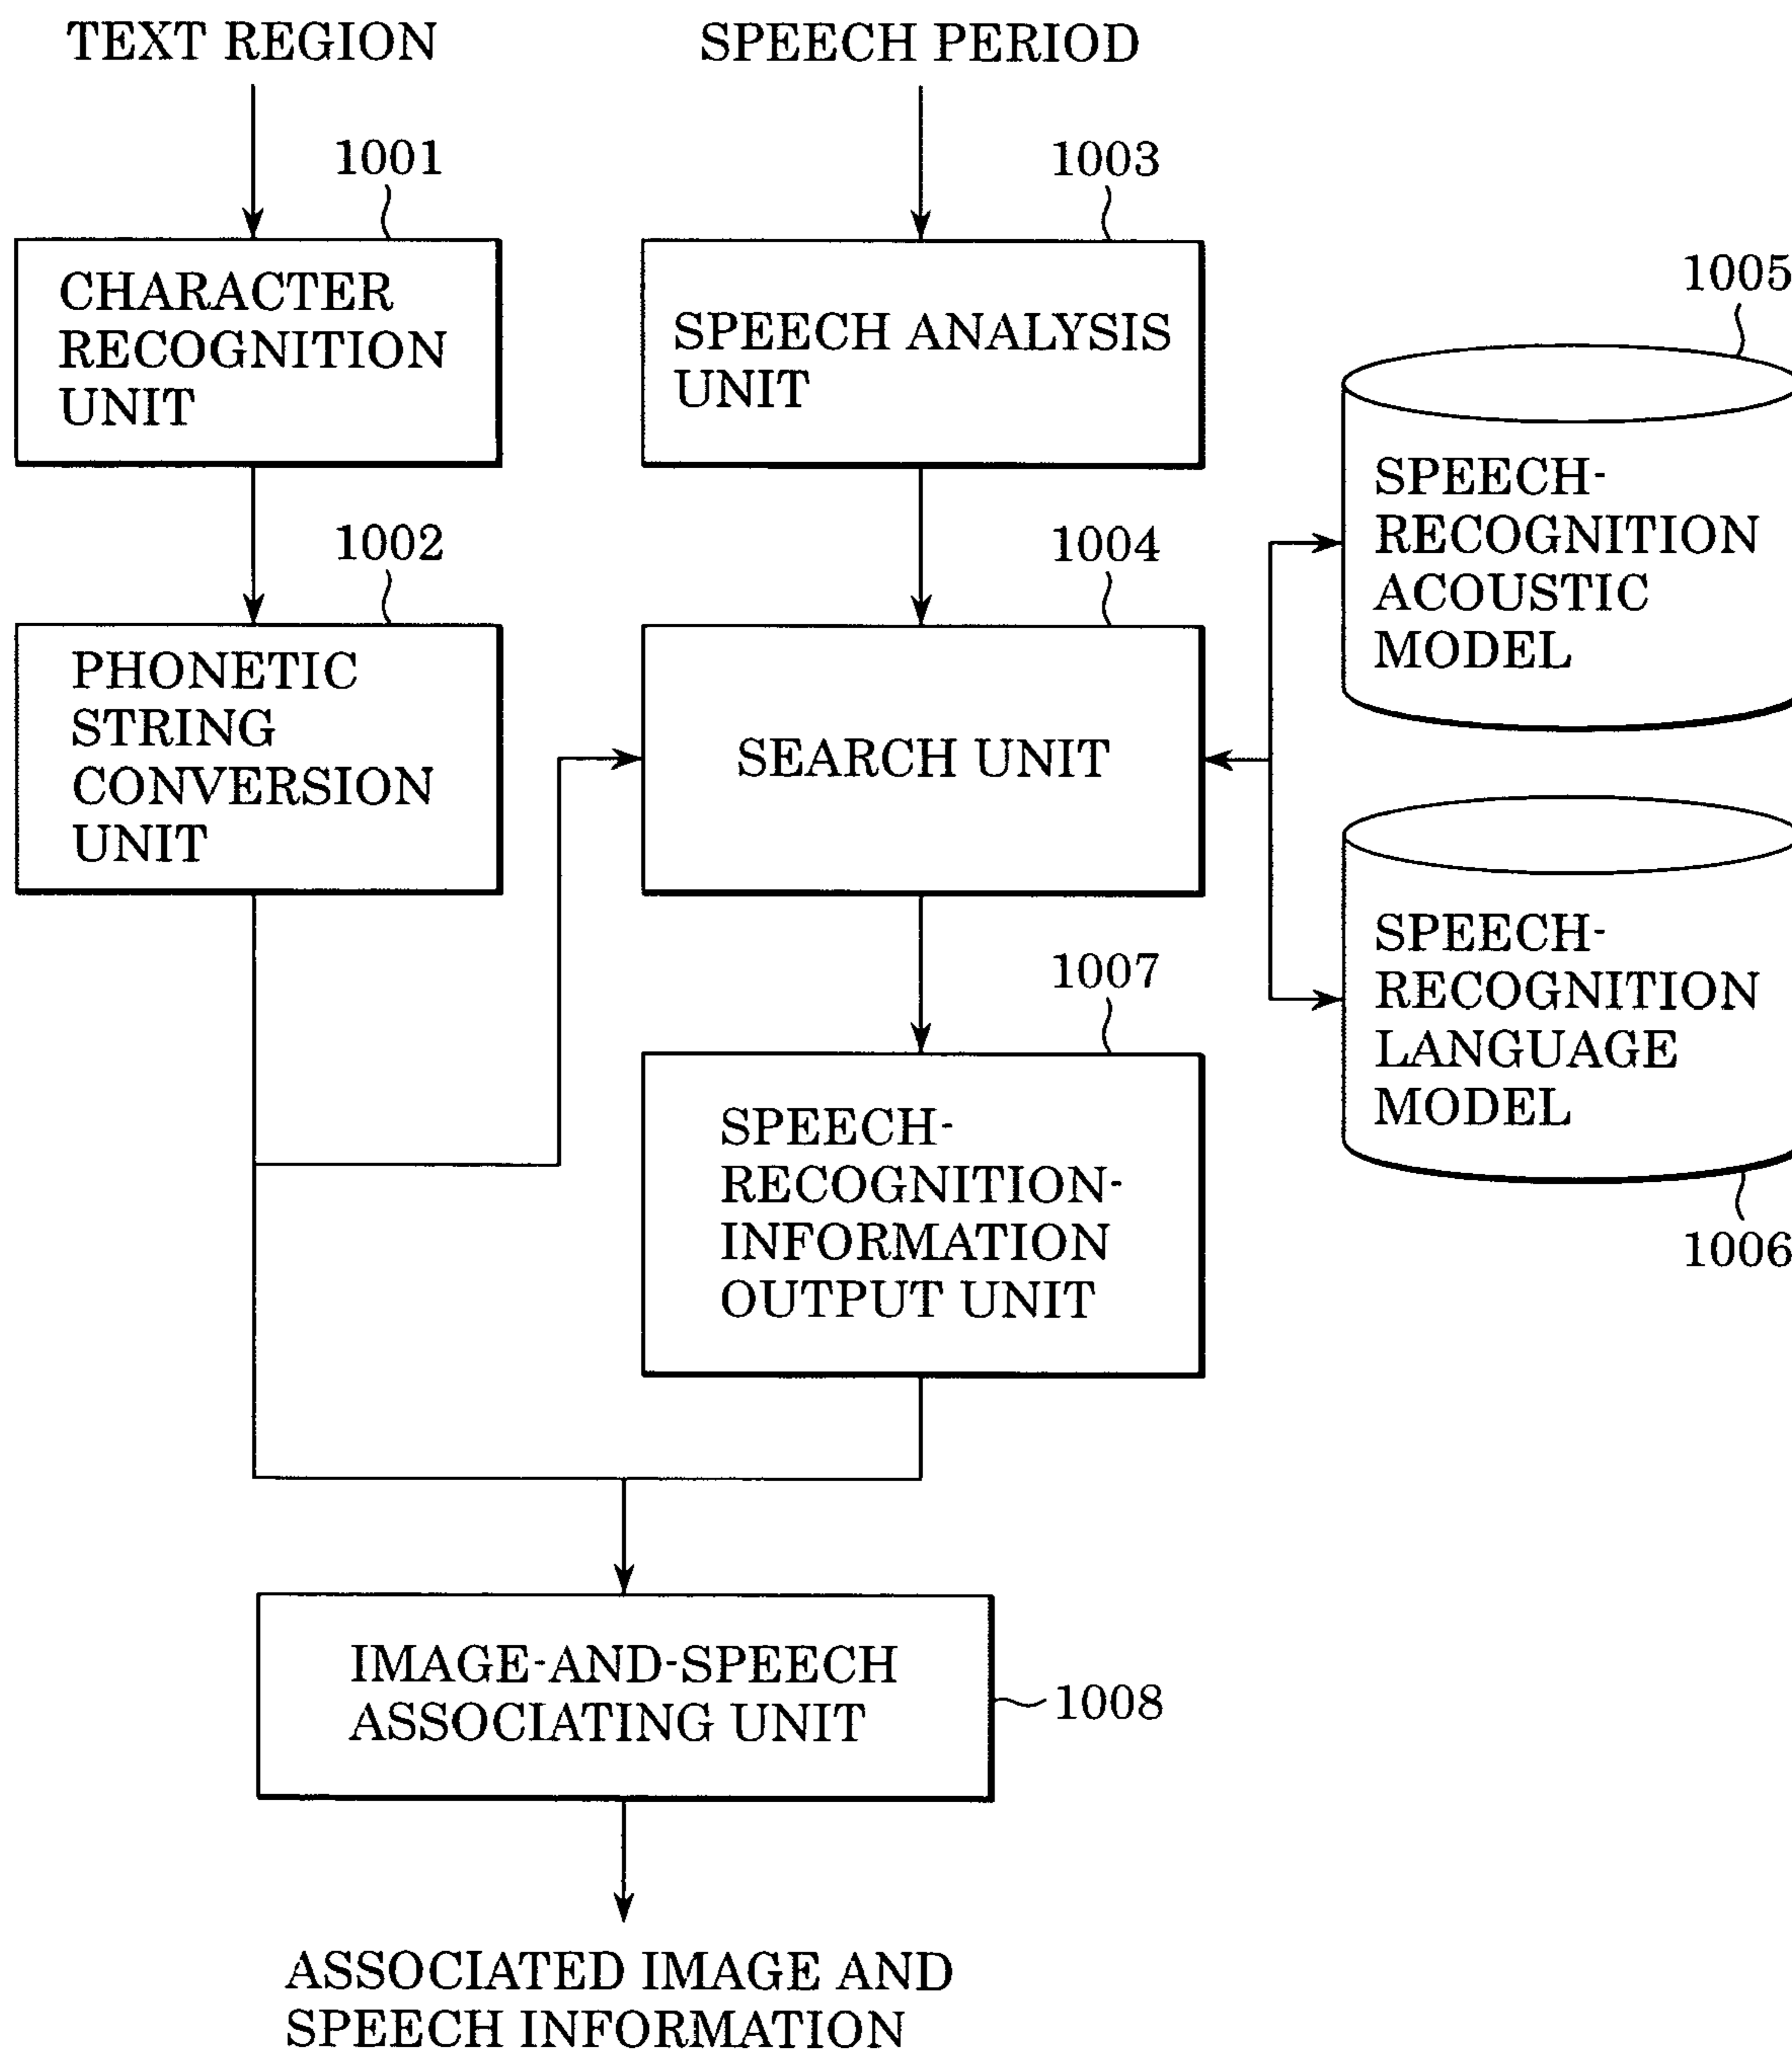 TEXT REGION
SPEECH PERIOD
1001
1003
CHARACTER
RECOGNITION
UNIT
SPEECH ANALYSIS
UNIT
1005
SPEECH-
RECOGNITION
ACOUSTIC
MODEL
1002
1004
PHONETIC
STRING
CONVERSION
UNIT
SEARCH UNIT
SPEECH-
RECOGNITION
LANGUAGE
MODEL
1006
1007
SPEECH-
RECOGNITION-
INFORMATION
OUTPUT UNIT
IMAGE-AND-SPEECH
ASSOCIATING UNIT
1008
ASSOCIATED IMAGE AND
SPEECH INFORMATION